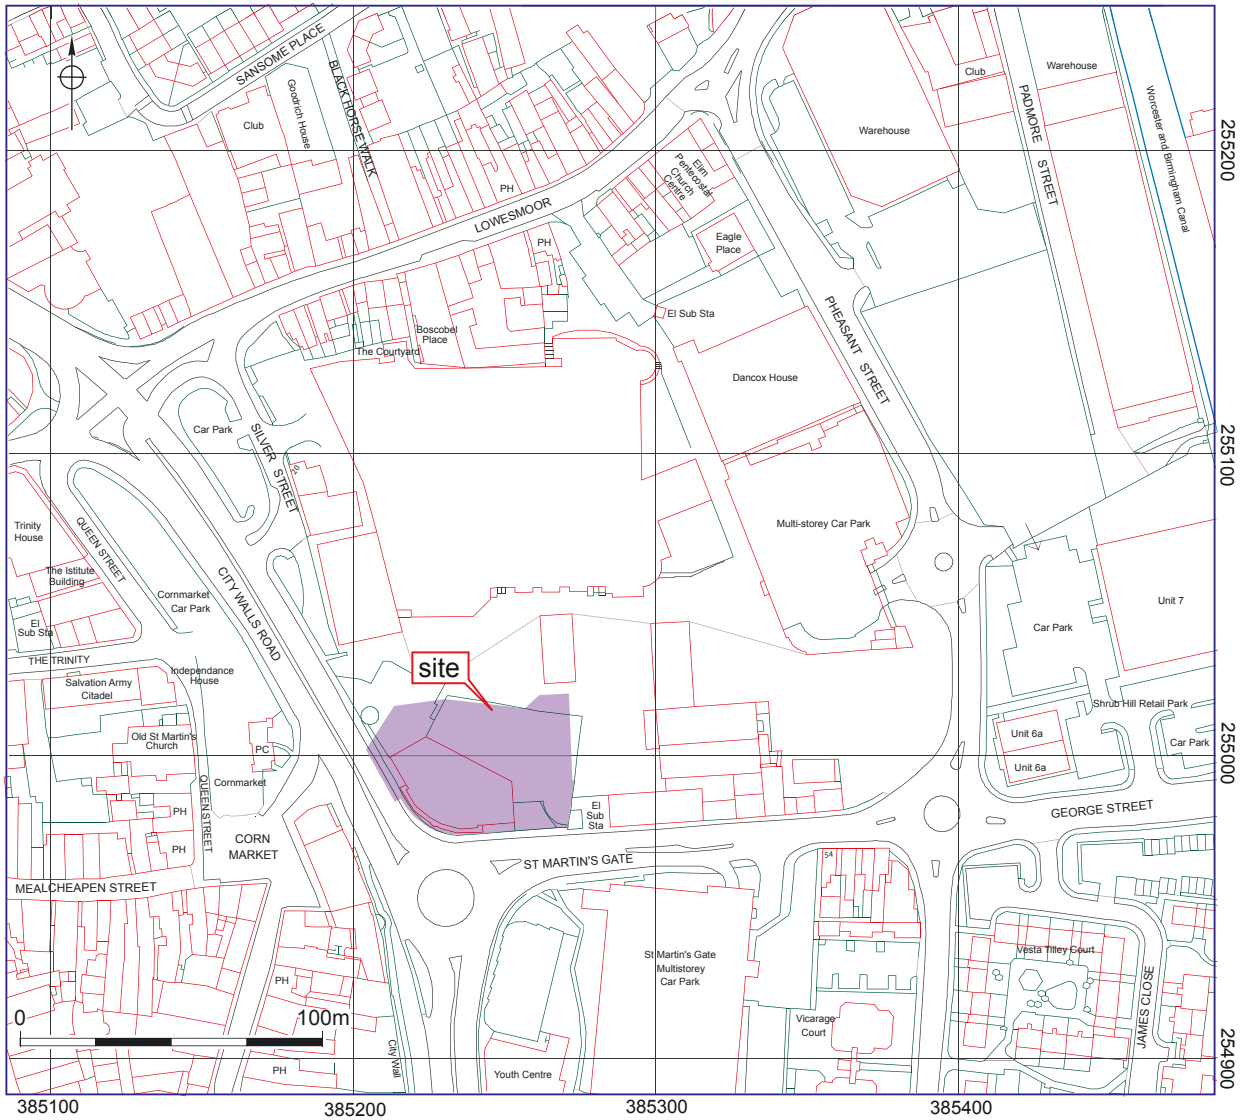 SANSOME PLACE
BLACK HORSE WALK
Goodrich House
Club
Club
Warehouse
PADMORE STREET
Worcester and Birmingham Canal
Warehouse
255200
Elim
Pentecostal
Church
Centre
PH
LOWESMOOR
PH
Eagle
Place
El Sub Sta
PHEASANT STREET
Boscobel
Place
The Courtyard
Dancox House
Car Park
SILVER STREET
255100
Trinity
House
QUEEN STREET
The Istitute
Building
El
Sub Sta
Cornmarket
Car Park
CITY WALLS ROAD
Multi-storey Car Park
Unit 7
Car Park
THE TRINITY
Independance
House
Salvation Army
Citadel
site
Shrub Hill Retail Park
Old St Martin's
Church
PC
Unit 6a
Car Park
Unit 6a
255000
Cornmarket
QUEEN STREET
PH
PH
El
Sub
Sta
GEORGE STREET
CORN
MARKET
ST MARTIN'S GATE
54
MEALCHEAPEN STREET
St Martin's Gate
Multistorey
Car Park
Vesta Tilley Court
PH
JAMES CLOSE
0
100m
Vicarage
Court
City Wall
PH
Youth Centre
254900
385100
385200
385300
385400